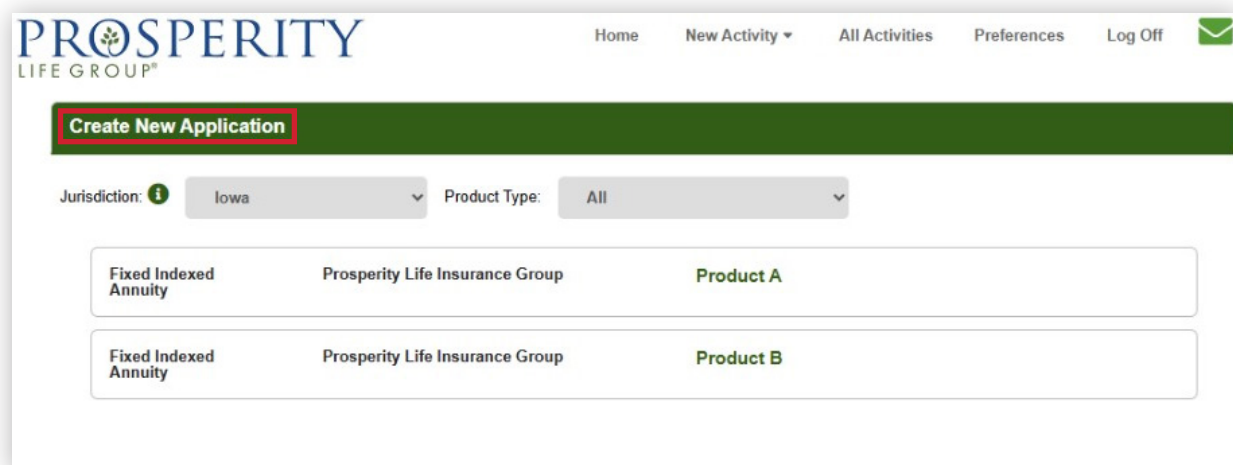 PROSPERITY
LIFE GROUP®
Home New Activity All Activities Preferences Log Off
Create New Application
Jurisdiction: Iowa Product Type: All
Fixed Indexed Annuity Prosperity Life Insurance Group Product A
Fixed Indexed Annuity Prosperity Life Insurance Group Product B